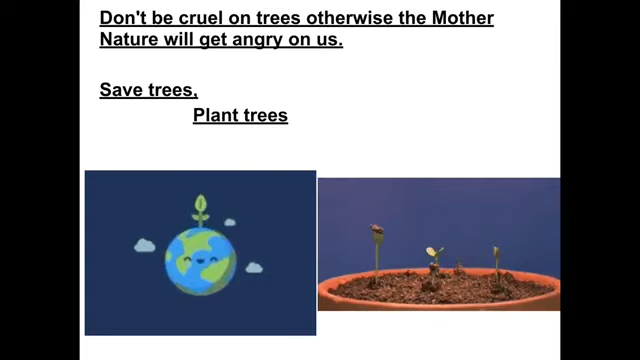 Don't be cruel on trees otherwise the Mother
Nature will get angry on us.
Save trees,
Plant trees